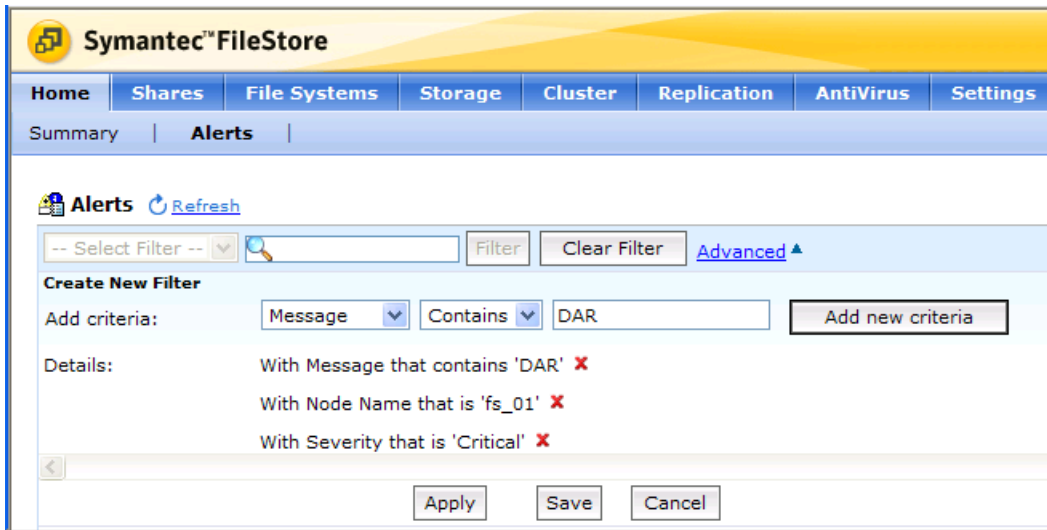 Symantec™FileStore
Home Shares File Systems Storage Cluster Replication AntiVirus Settings
Summary | Alerts |
Alerts Refresh
-- Select Filter -- Filter Clear Filter Advanced
Create New Filter
Add criteria: Message Contains DAR Add new criteria
Details: With Message that contains 'DAR'
With Node Name that is 'fs_01'
With Severity that is 'Critical'
Apply Save Cancel